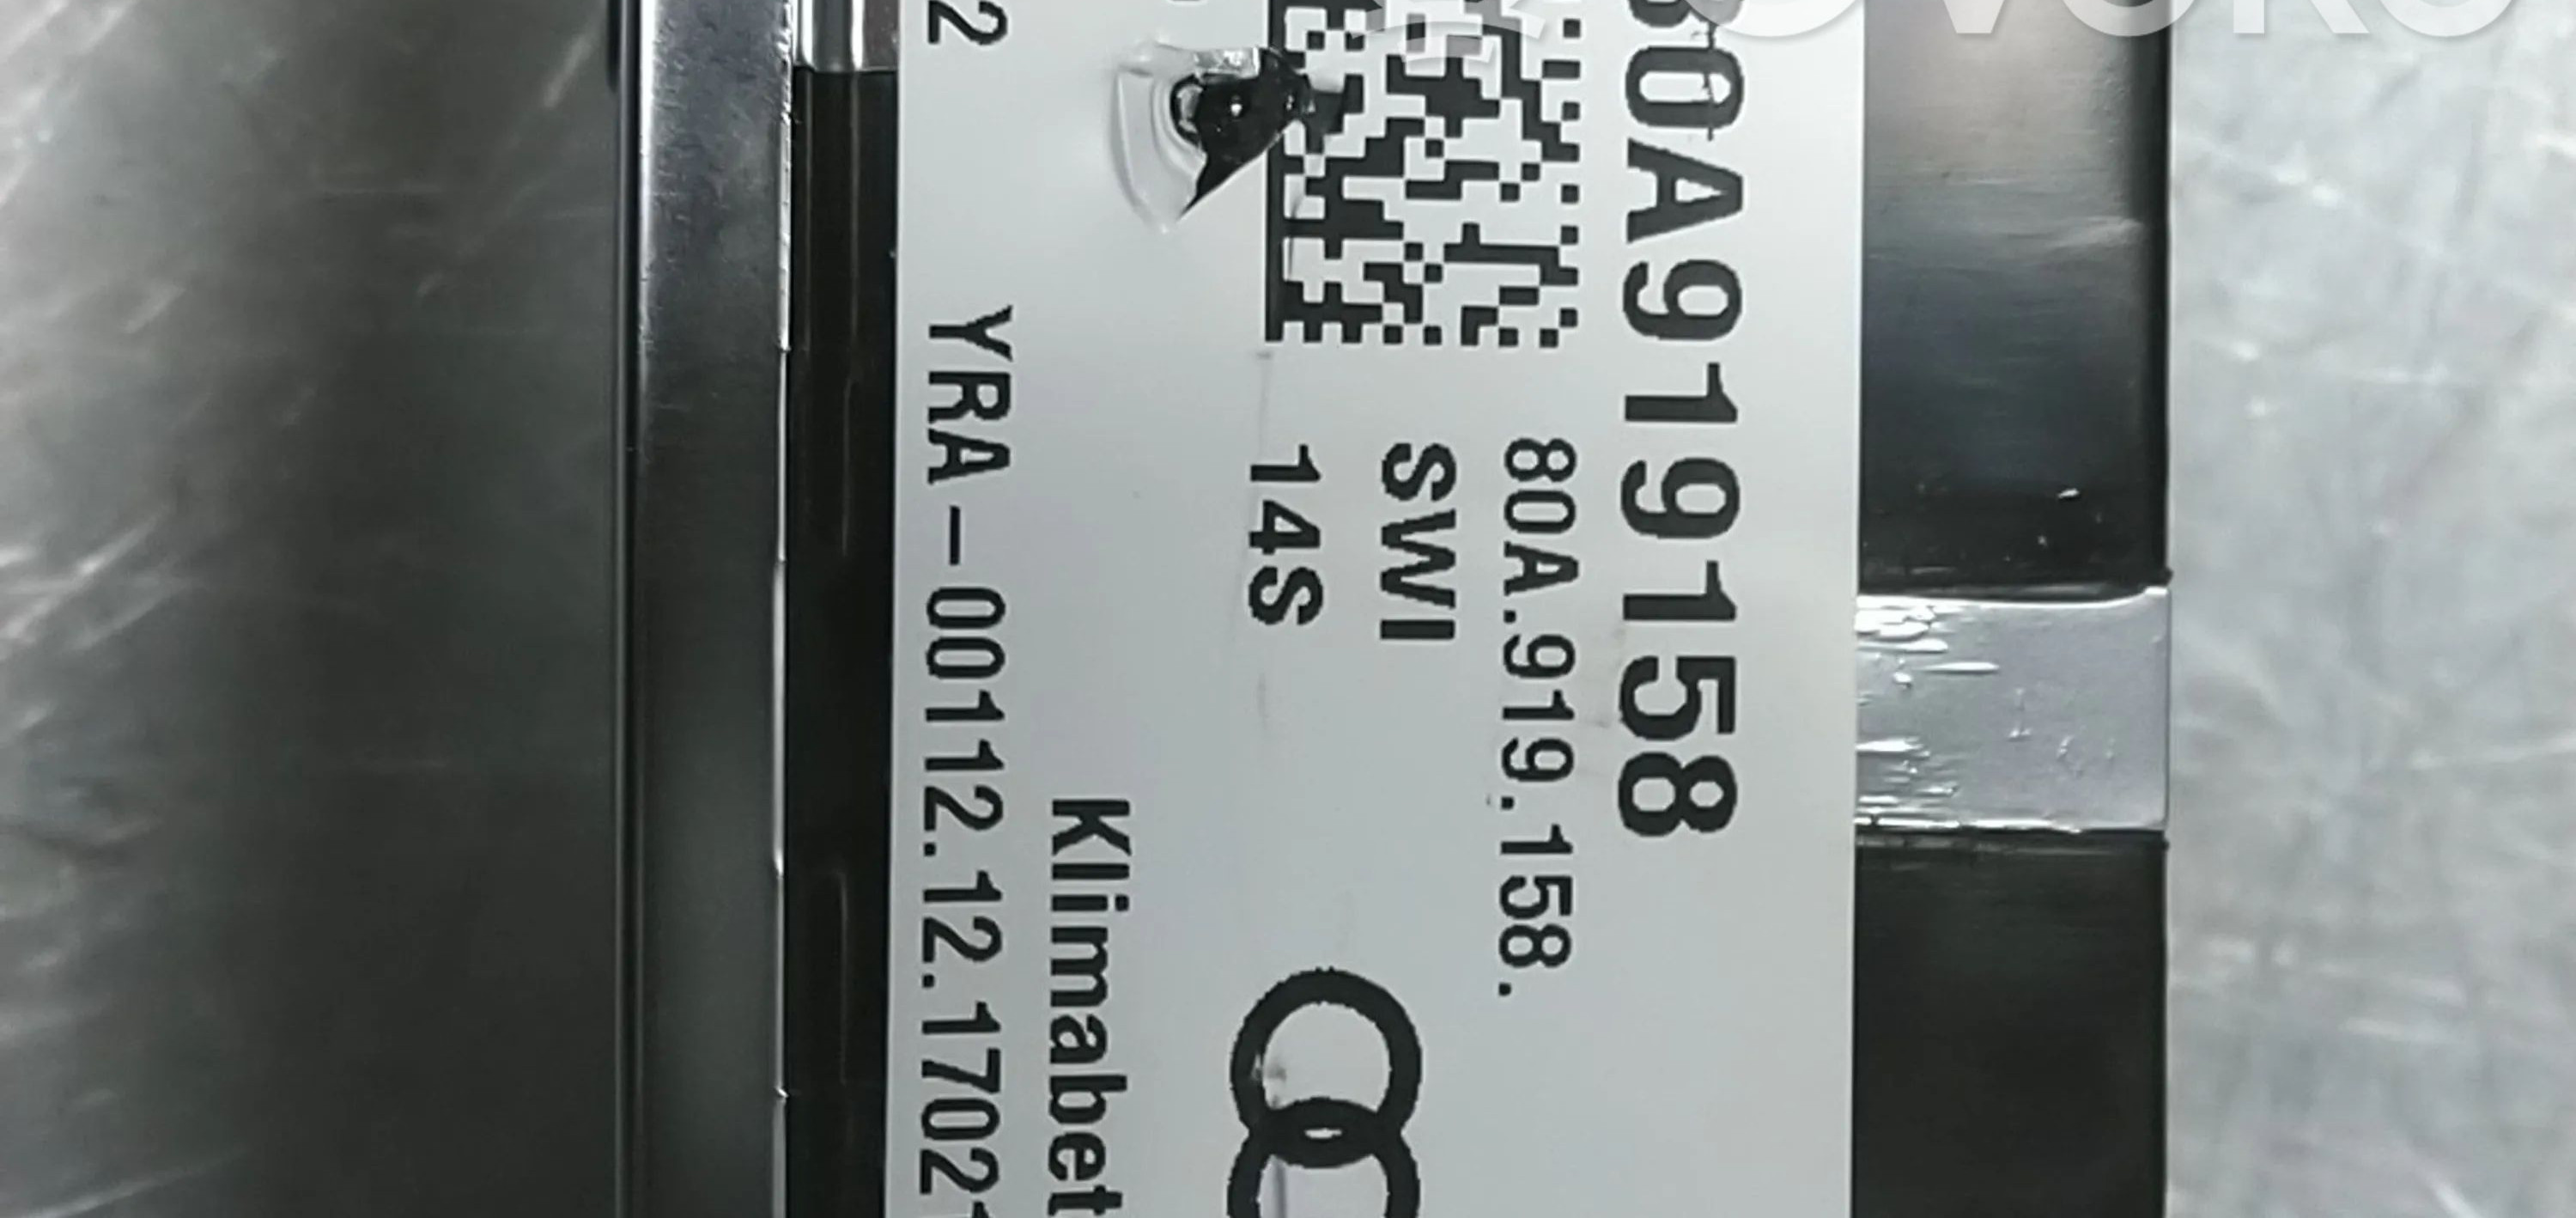 80A919158
80A.919.158.
SWI
14S
Klimabet
YRA-00112.12.1702